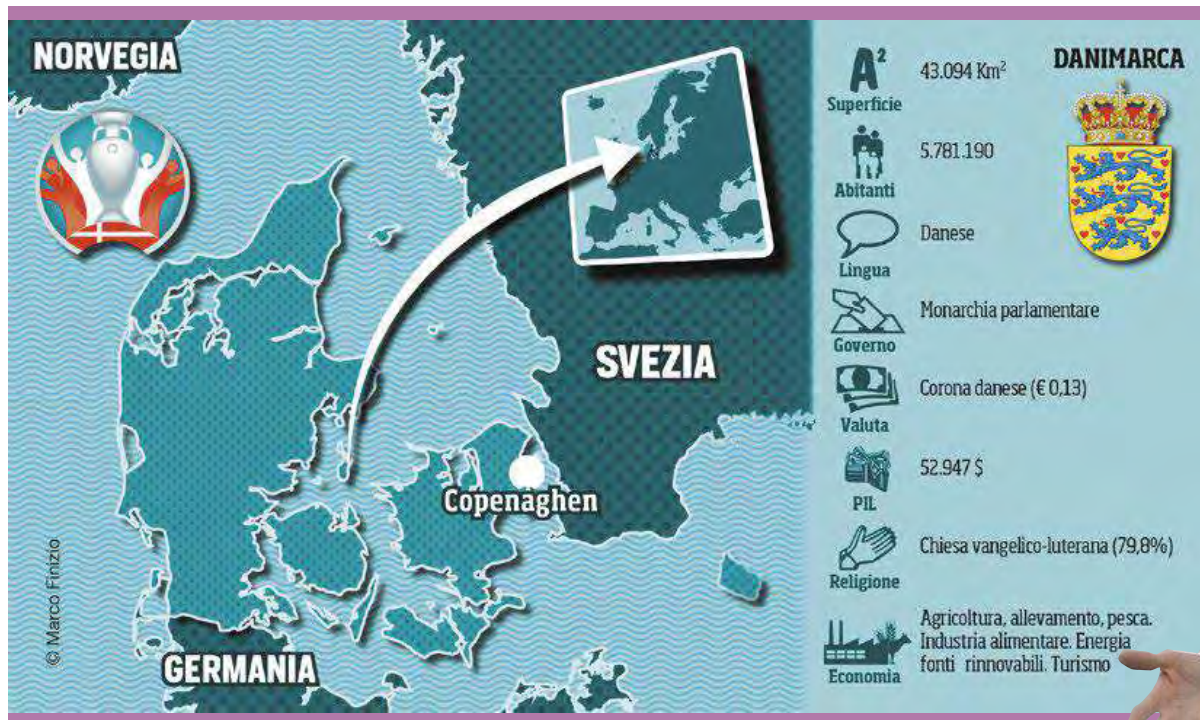 NORVEGIA
SVEZIA
Copenaghen
GERMANIA
© Marco Finizio
DANIMARCA
A²
Superficie
43.094 Km²
Abitanti
5.781.190
Lingua
Danese
Governo
Monarchia parlamentare
Valuta
Corona danese (€ 0,13)
PIL
52.947 $
Religione
Chiesa vangelico-luterana (79,8%)
Economia
Agricoltura, allevamento, pesca.
Industria alimentare. Energia
fonti rinnovabili. Turismo